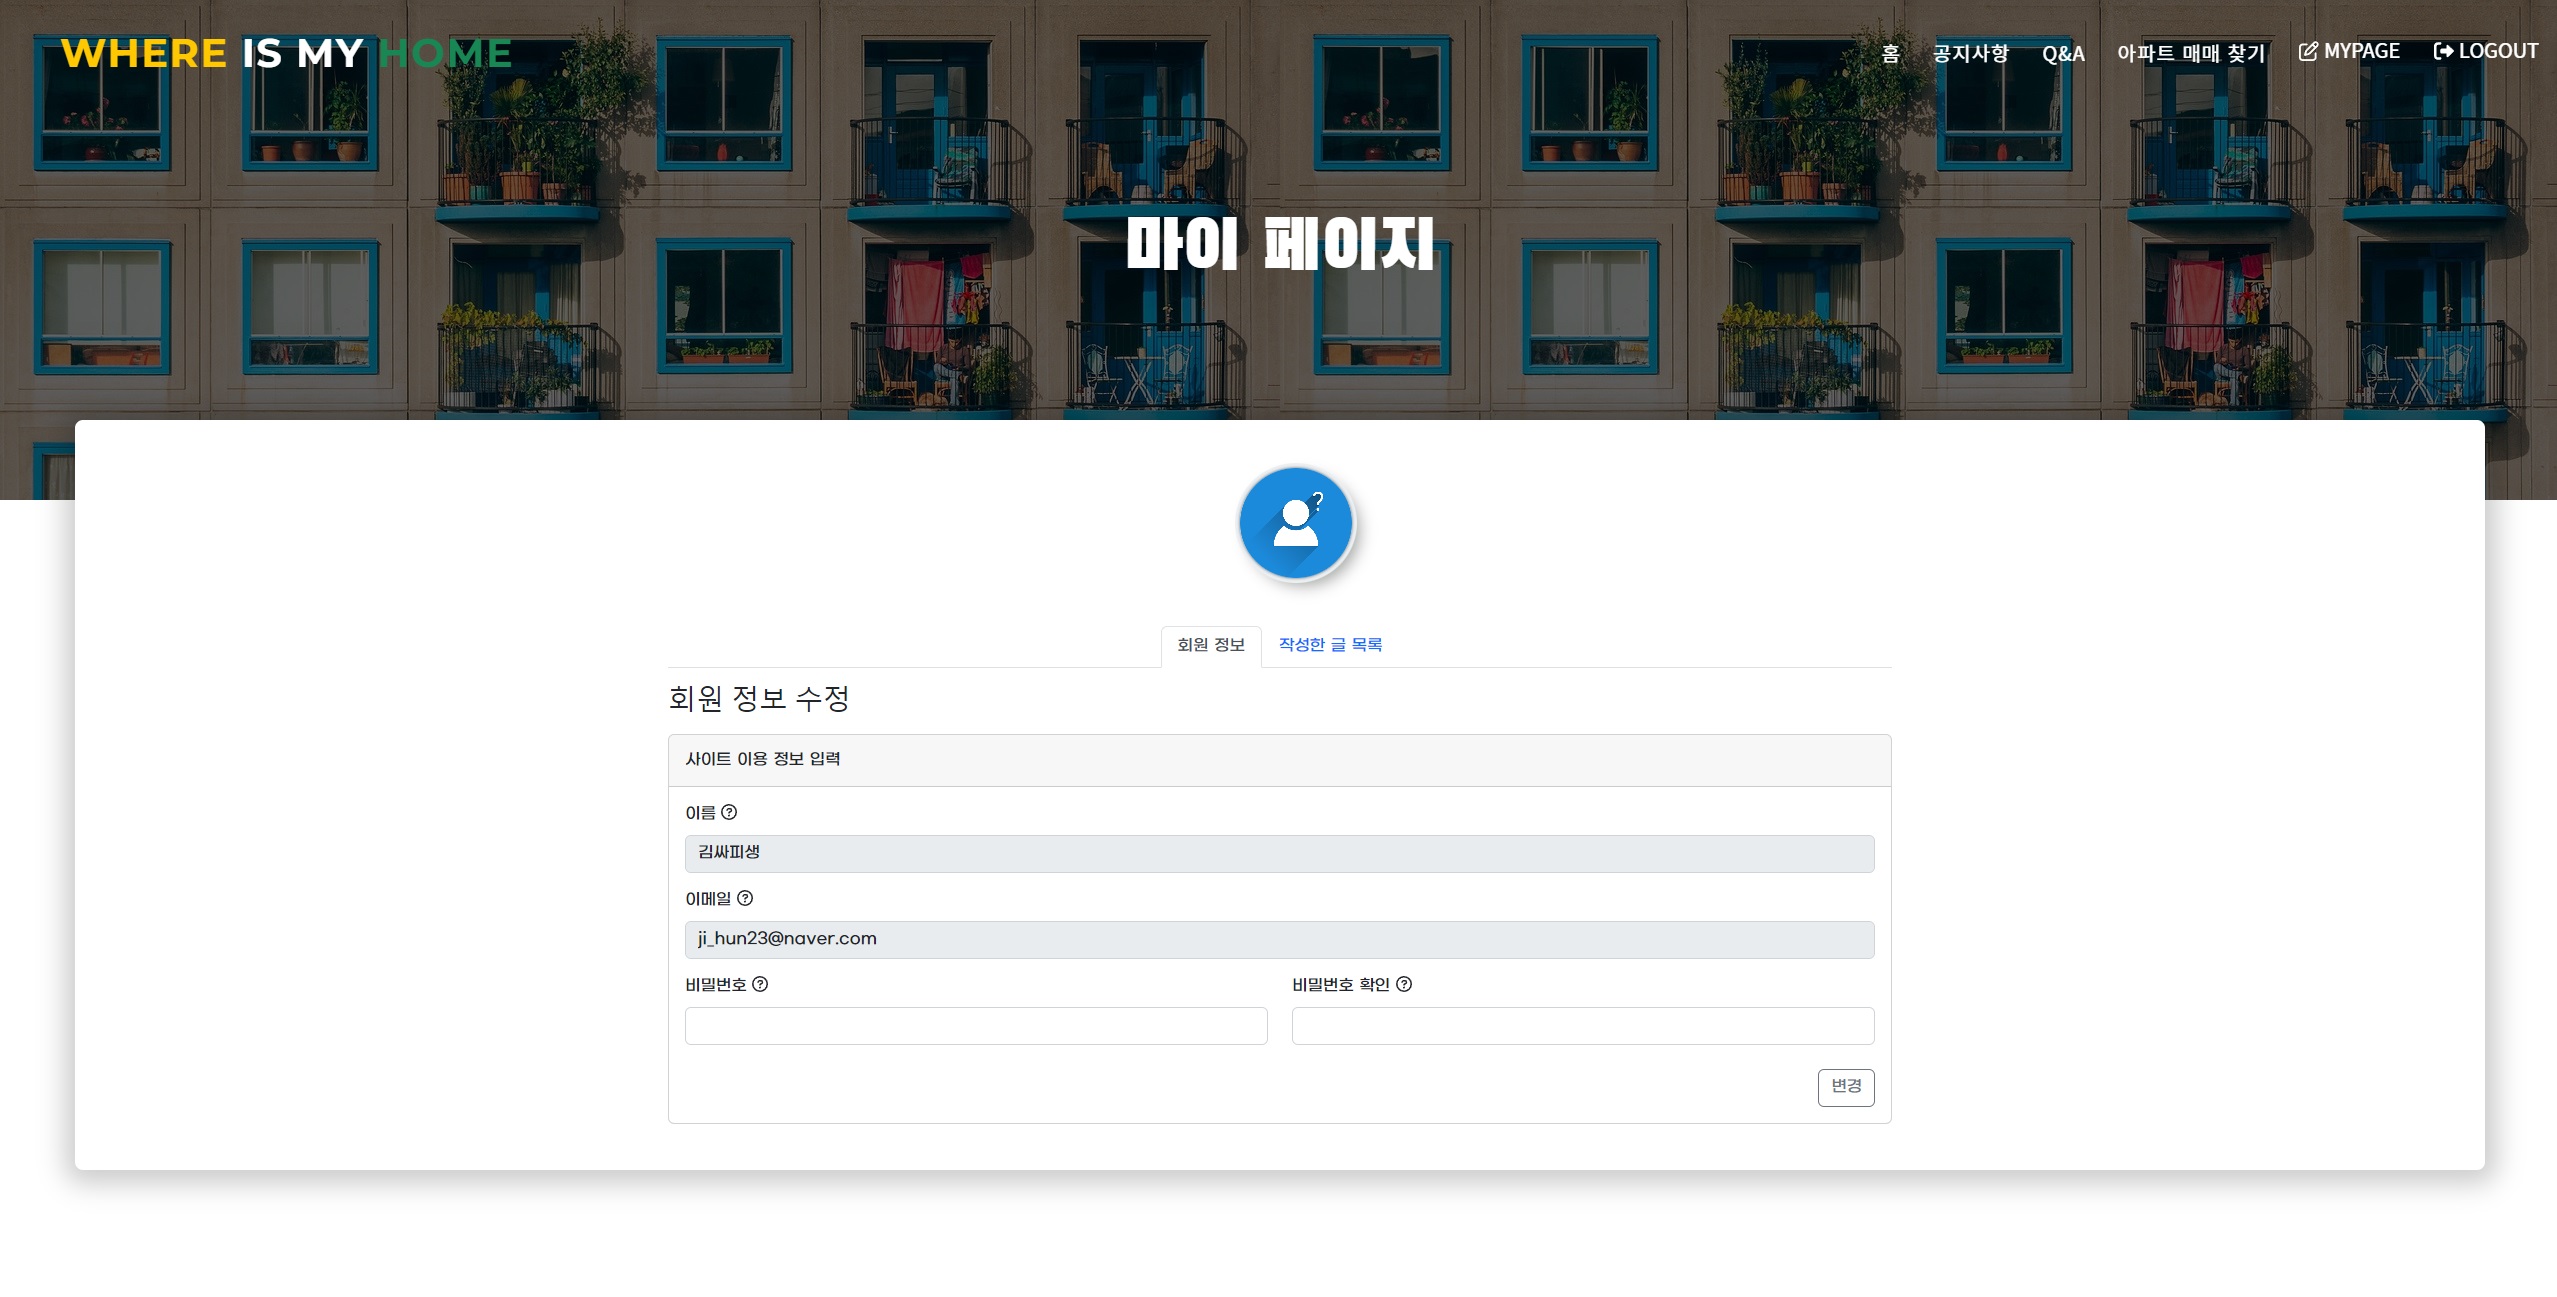 WHERE IS MY HOME
홈 공지사항 Q&A 아파트 매매 찾기 MYPAGE LOGOUT
마이 페이지
회원 정보 작성한 글 목록
회원 정보 수정
사이트 이용 정보 입력
이름
김싸피생
이메일
ji_hun23@naver.com
비밀번호 비밀번호 확인
변경